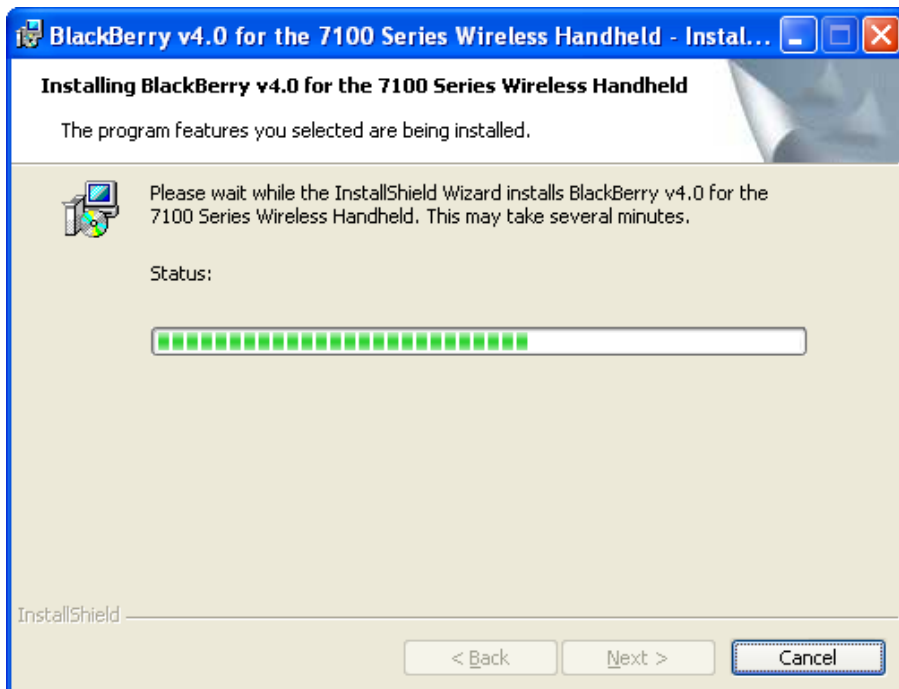 BlackBerry v4.0 for the 7100 Series Wireless Handheld - Instal...
Installing BlackBerry v4.0 for the 7100 Series Wireless Handheld
The program features you selected are being installed.
Please wait while the InstallShield Wizard installs BlackBerry v4.0 for the
7100 Series Wireless Handheld. This may take several minutes.
Status:
InstallShield
< Back Next > Cancel